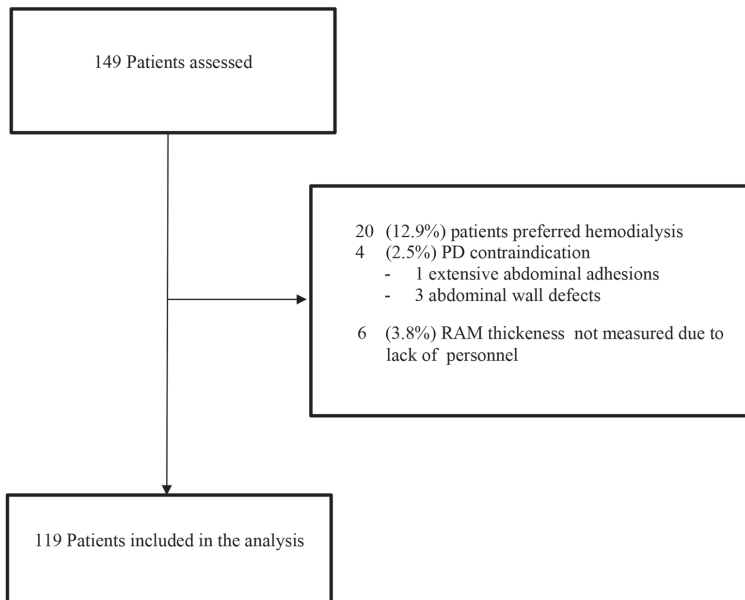 149 Patients assessed
20 (12.9%) patients preferred hemodialysis
4 (2.5%) PD contraindication
- 1 extensive abdominal adhesions
- 3 abdominal wall defects
6 (3.8%) RAM thickness not measured due to
lack of personnel
119 Patients included in the analysis